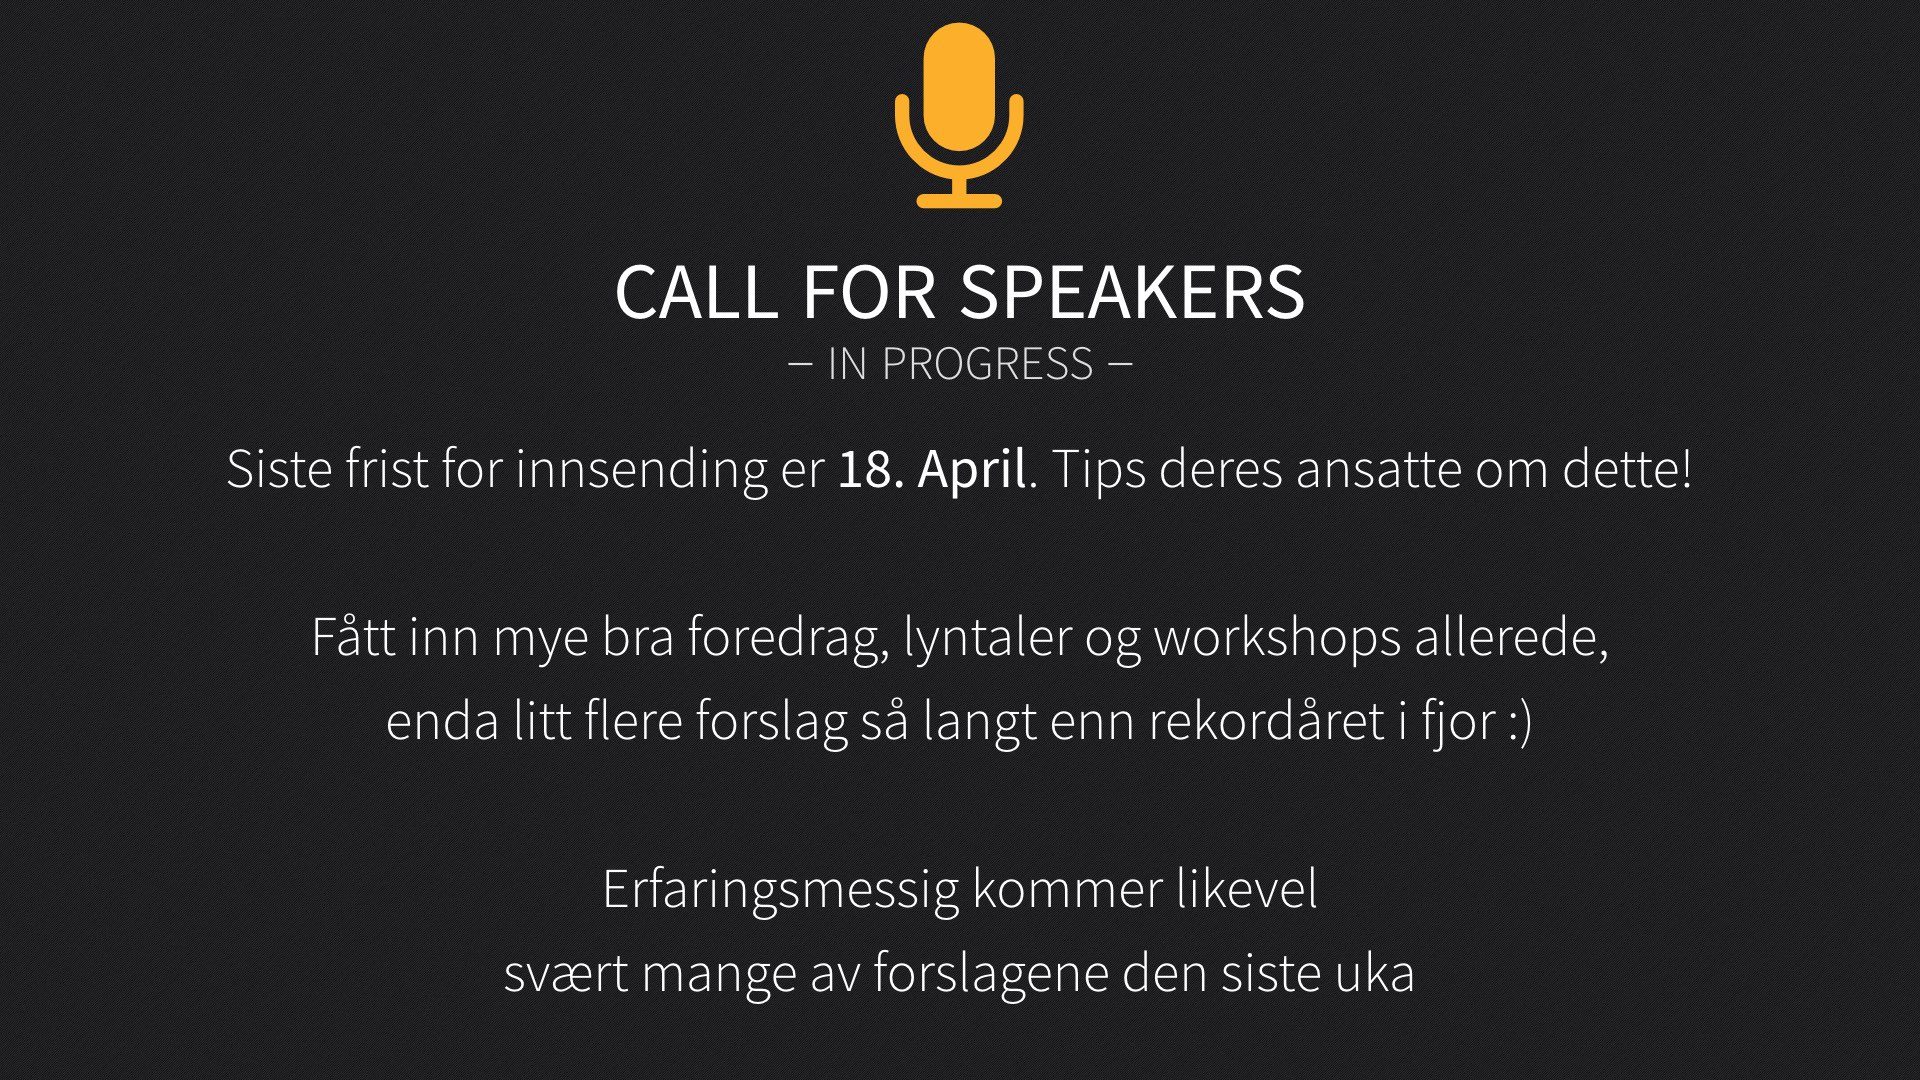 CALL FOR SPEAKERS
– IN PROGRESS –
Siste frist for innsending er 18. April. Tips deres ansatte om dette!
Fått inn mye bra foredrag, lyntaler og workshops allerede,
enda litt flere forslag så langt enn rekordåret i fjor :)
Erfaringsmessig kommer likevel
svært mange av forslagene den siste uka